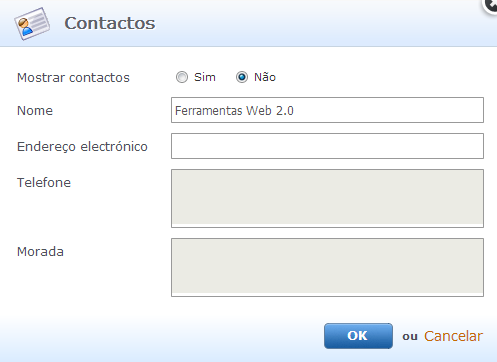 Contactos
Mostrar contactos Sim Não
Nome Ferramentas Web 2.0
Endereço electrónico
Telefone
Morada
OK ou Cancelar